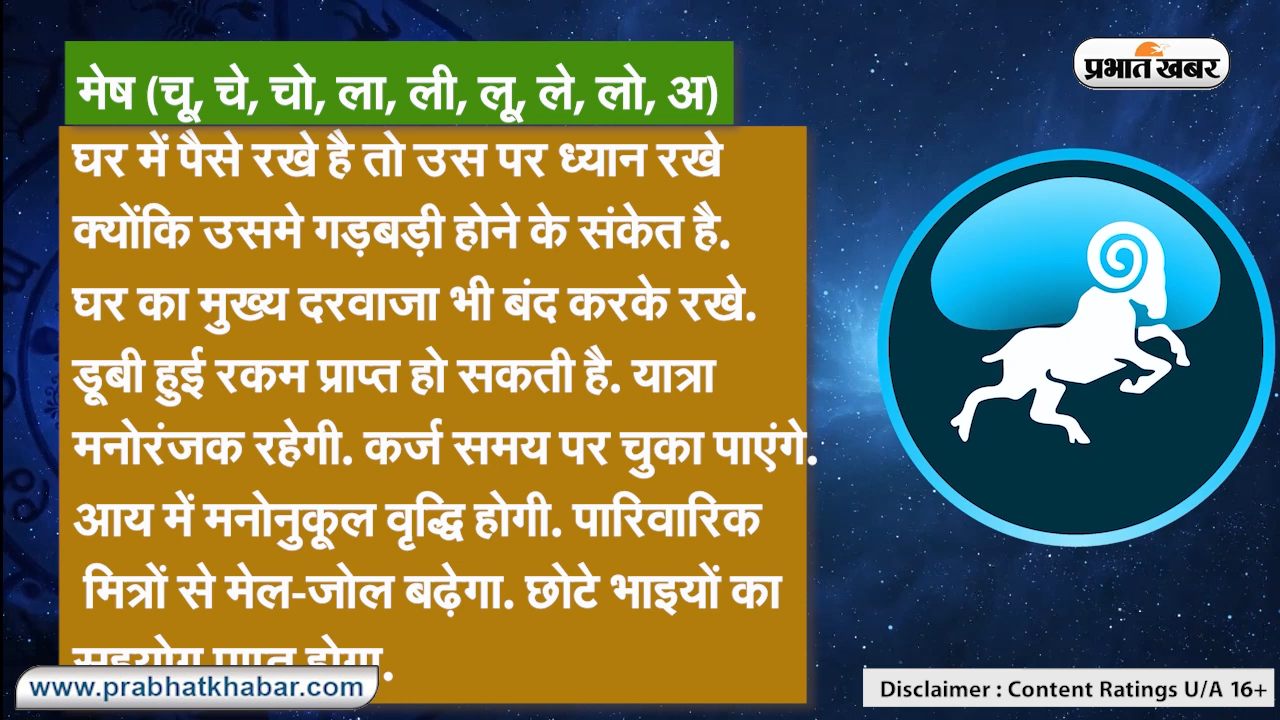 मेष (चू, चे, चो, ला, ली, लू, ले, लो, अ)
प्रभात खबर
घर में पैसे रखे है तो उस पर ध्यान रखे
क्योंकि उसमे गड़बड़ी होने के संकेत है.
घर का मुख्य दरवाजा भी बंद करके रखे.
डूबी हुई रकम प्राप्त हो सकती है. यात्रा
मनोरंजक रहेगी. कर्ज समय पर चुका पाएंगे.
आय में मनोनुकूल वृद्धि होगी. पारिवारिक
मित्रों से मेल-जोल बढ़ेगा. छोटे भाइयों का
www.prabhatkhabar.com
Disclaimer : Content Ratings U/A 16+